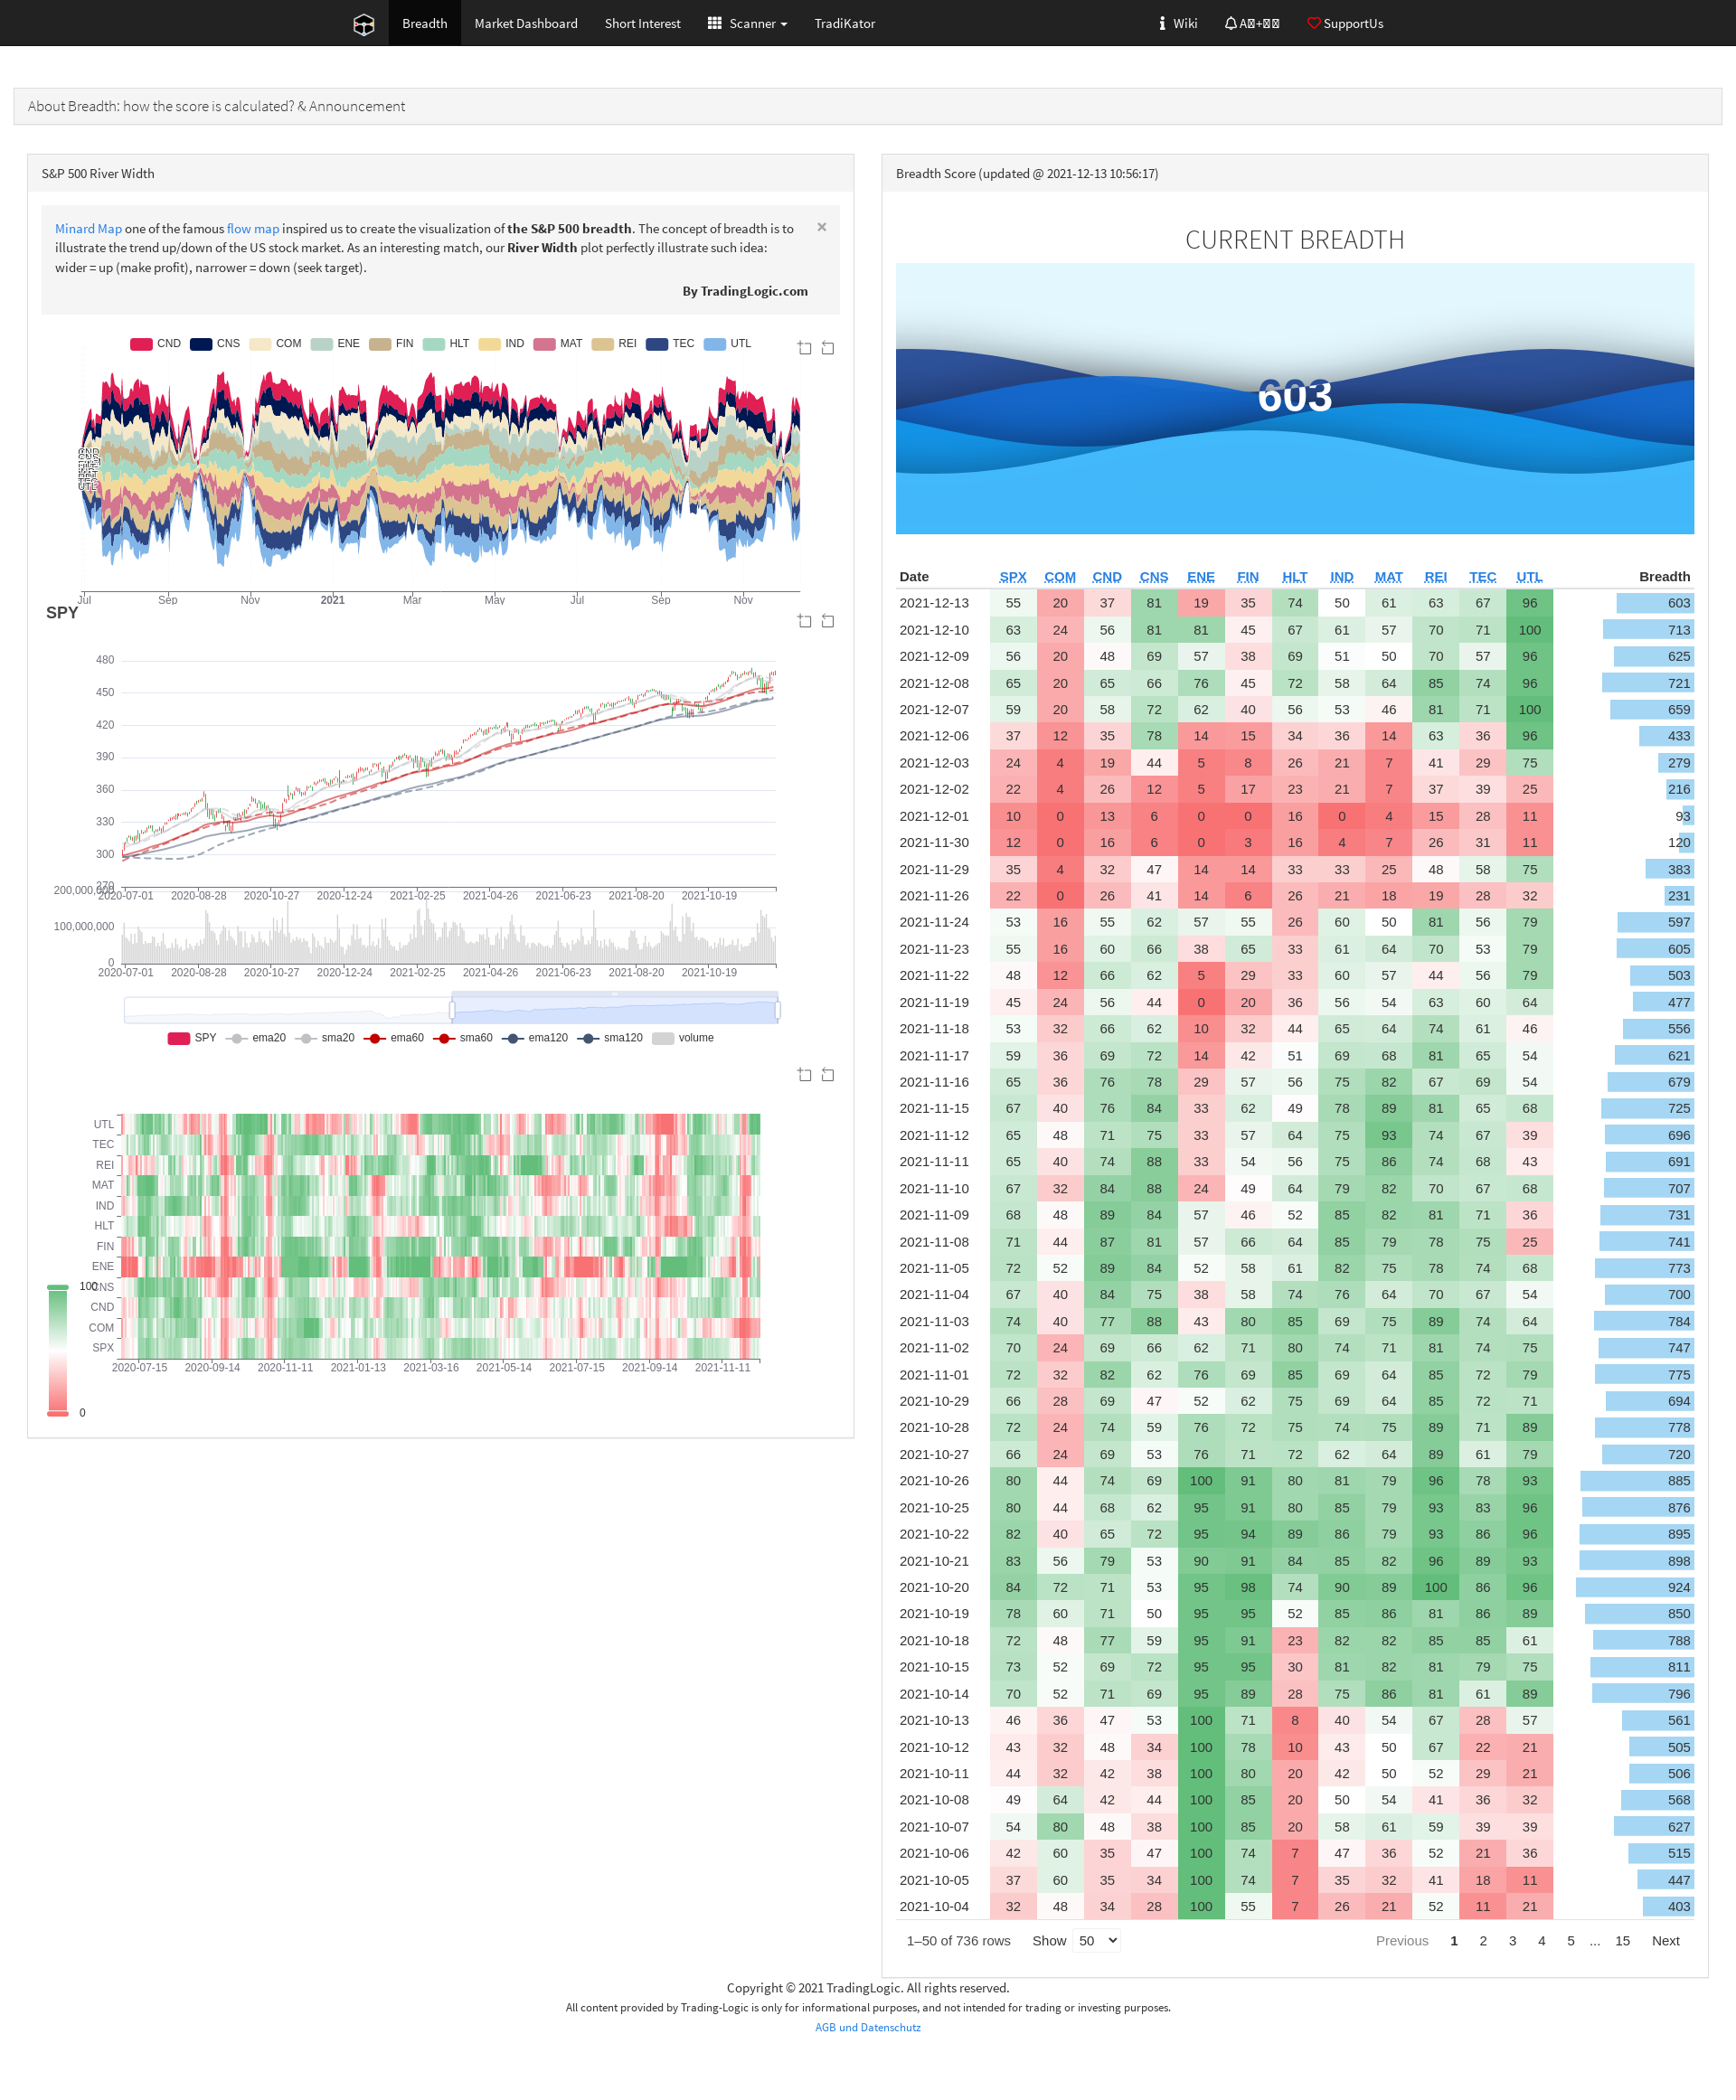 Breadth Market Dashboard Short Interest Scanner TradiKator Wiki SupportUs
About Breadth: how the score is calculated? & Announcement
S&P 500 River Width
Minard Map one of the famous flow map inspired us to create the visualization of the S&P 500 breadth. The concept of breadth is to
illustrate the trend up/down of the US stock market. As an interesting match, our River Width plot perfectly illustrate such idea:
wider = up (make profit), narrower = down (seek target).
×
By TradingLogic.com
CND CNS COM ENE FIN HLT IND MAT REI TEC UTL
Jul Sep Nov 2021 Mar May Jul Sep Nov
SPY
480
450
420
390
360
330
300
270
2020-07-01 2020-08-28 2020-10-27 2020-12-24 2021-02-25 2021-04-26 2021-06-23 2021-08-20 2021-10-19
200,000,000
100,000,000
0
2020-07-01 2020-08-28 2020-10-27 2020-12-24 2021-02-25 2021-04-26 2021-06-23 2021-08-20 2021-10-19
SPY ema20 sma20 ema60 sma60 ema120 sma120 volume
UTL
TEC
REI
MAT
IND
HLT
FIN
ENE
CNS
CND
COM
SPX
100
0
2020-07-15 2020-09-14 2020-11-11 2021-01-13 2021-03-16 2021-05-14 2021-07-15 2021-09-14 2021-11-11
Breadth Score (updated @ 2021-12-13 10:56:17)
CURRENT BREADTH
603
Date SPX COM CND CNS ENE FIN HLT IND MAT REI TEC UTL Breadth
2021-12-13 55 20 37 81 19 35 74 50 61 63 67 96 603
2021-12-10 63 24 56 81 81 45 67 61 57 70 71 100 713
2021-12-09 56 20 48 69 57 38 69 51 50 70 57 96 625
2021-12-08 65 20 65 66 76 45 72 58 64 85 74 96 721
2021-12-07 59 20 58 72 62 40 56 53 46 81 71 100 659
2021-12-06 37 12 35 78 14 15 34 36 14 63 36 96 433
2021-12-03 24 4 19 44 5 8 26 21 7 41 29 75 279
2021-12-02 22 4 26 12 5 17 23 21 7 37 39 25 216
2021-12-01 10 0 13 6 0 0 16 0 4 15 28 11 93
2021-11-30 12 0 16 6 0 3 16 4 7 26 31 11 120
2021-11-29 35 4 32 47 14 14 33 33 25 48 58 75 383
2021-11-26 22 0 26 41 14 6 26 21 18 19 28 32 231
2021-11-24 53 16 55 62 57 55 26 60 50 81 56 79 597
2021-11-23 55 16 60 66 38 65 33 61 64 70 53 79 605
2021-11-22 48 12 66 62 5 29 33 60 57 44 56 79 503
2021-11-19 45 24 56 44 0 20 36 56 54 63 60 64 477
2021-11-18 53 32 66 62 10 32 44 65 64 74 61 46 556
2021-11-17 59 36 69 72 14 42 51 69 68 81 65 54 621
2021-11-16 65 36 76 78 29 57 56 75 82 67 69 54 679
2021-11-15 67 40 76 84 33 62 49 78 89 81 65 68 725
2021-11-12 65 48 71 75 33 57 64 75 93 74 67 39 696
2021-11-11 65 40 74 88 33 54 56 75 86 74 68 43 691
2021-11-10 67 32 84 88 24 49 64 79 82 70 67 68 707
2021-11-09 68 48 89 84 57 46 52 85 82 81 71 36 731
2021-11-08 71 44 87 81 57 66 64 85 79 78 75 25 741
2021-11-05 72 52 89 84 52 58 61 82 75 78 74 68 773
2021-11-04 67 40 84 75 38 58 74 76 64 70 67 54 700
2021-11-03 74 40 77 88 43 80 85 69 75 89 74 64 784
2021-11-02 70 24 69 66 62 71 80 74 71 81 74 75 747
2021-11-01 72 32 82 62 76 69 85 69 64 85 72 79 775
2021-10-29 66 28 69 47 52 62 75 69 64 85 72 71 694
2021-10-28 72 24 74 59 76 72 75 74 75 89 71 89 778
2021-10-27 66 24 69 53 76 71 72 62 64 89 61 79 720
2021-10-26 80 44 74 69 100 91 80 81 79 96 78 93 885
2021-10-25 80 44 68 62 95 91 80 85 79 93 83 96 876
2021-10-22 82 40 65 72 95 94 89 86 79 93 86 96 895
2021-10-21 83 56 79 53 90 91 84 85 82 96 89 93 898
2021-10-20 84 72 71 53 95 98 74 90 89 100 86 96 924
2021-10-19 78 60 71 50 95 95 52 85 86 81 86 89 850
2021-10-18 72 48 77 59 95 91 23 82 82 85 85 61 788
2021-10-15 73 52 69 72 95 95 30 81 82 81 79 75 811
2021-10-14 70 52 71 69 95 89 28 75 86 81 61 89 796
2021-10-13 46 36 47 53 100 71 8 40 54 67 28 57 561
2021-10-12 43 32 48 34 100 78 10 43 50 67 22 21 505
2021-10-11 44 32 42 38 100 80 20 42 50 52 29 21 506
2021-10-08 49 64 42 44 100 85 20 50 54 41 36 32 568
2021-10-07 54 80 48 38 100 85 20 58 61 59 39 39 627
2021-10-06 42 60 35 47 100 74 7 47 36 52 21 36 515
2021-10-05 37 60 35 34 100 74 7 35 32 41 18 11 447
2021-10-04 32 48 34 28 100 55 7 26 21 52 11 21 403
1–50 of 736 rows Show 50 Previous 1 2 3 4 5 ... 15 Next
Copyright © 2021 TradingLogic. All rights reserved.
All content provided by Trading-Logic is only for informational purposes, and not intended for trading or investing purposes.
AGB und Datenschutz